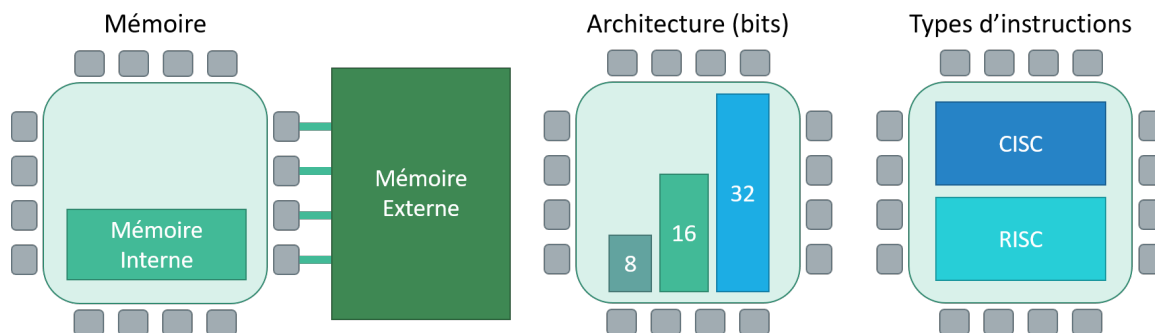 Mémoire
Architecture (bits)
Types d’instructions
Mémoire
Interne
Mémoire
Externe
8
16
32
CISC
RISC